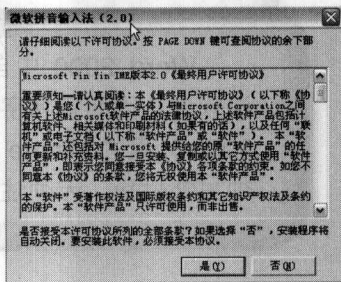 微软拼音输入法 (2.0)
请仔细阅读以下许可协议。按 PAGE DOWN 键可查阅协议的余下部
分。
Microsoft Pin Yin IME版本2.0《最终用户许可协议》
重要须知—请认真阅读：本《最终用户许可协议》(以下称《协
议》)是您(个人或单一实体)与Microsoft Corporation之间
有关上述Microsoft软件产品的法律协议，上述软件产品包括计
算机软件、相关媒体和印刷材料(如果有的话)，以及任何“联
机”或电子文档(以下称“软件产品”或“软件”)。本“软
件产品”还包括对 Microsoft 提供给您的原“软件产品”的任
何更新和补充资料。您一旦安装、复制或以其它方式使用“软件
产品”，即表示您同意接受本《协议》各项条款的约束。如您不
同意本《协议》的条款，您将无权使用本“软件产品”。
本“软件”受著作权法及国际版权条约和其它知识产权法及条约
的保护。本“软件产品”只许可使用，而非出售。
是否接受本许可协议所列的全部条款?如果选择“否”，安装程序将
自动关闭。要安装此软件，必须接受本协议。
是(Y)
否(N)